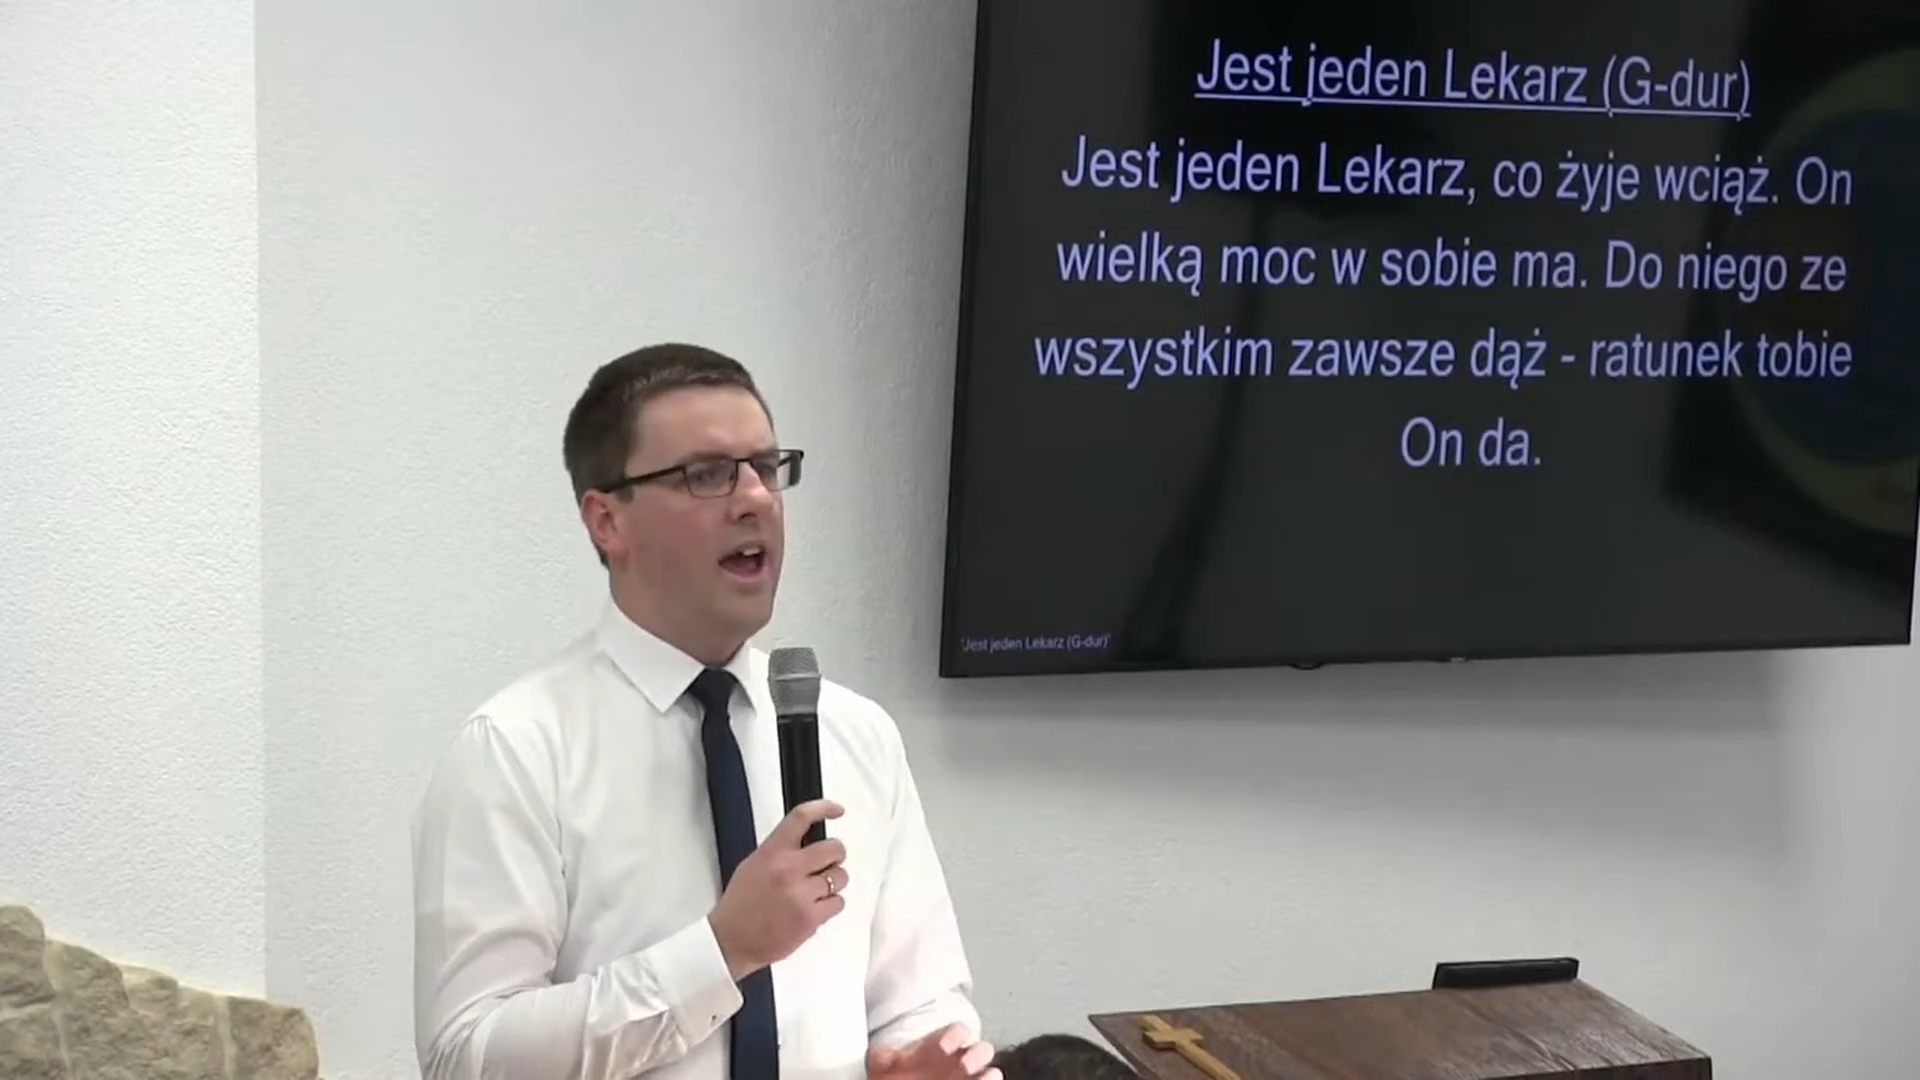 Jest jeden Lekarz (G-dur)
Jest jeden Lekarz, co żyje wciąż. On
wielką moc w sobie ma. Do niego ze
wszystkim zawsze dąż - ratunek tobie
On da.
'Jest jeden Lekarz (G-dur)'